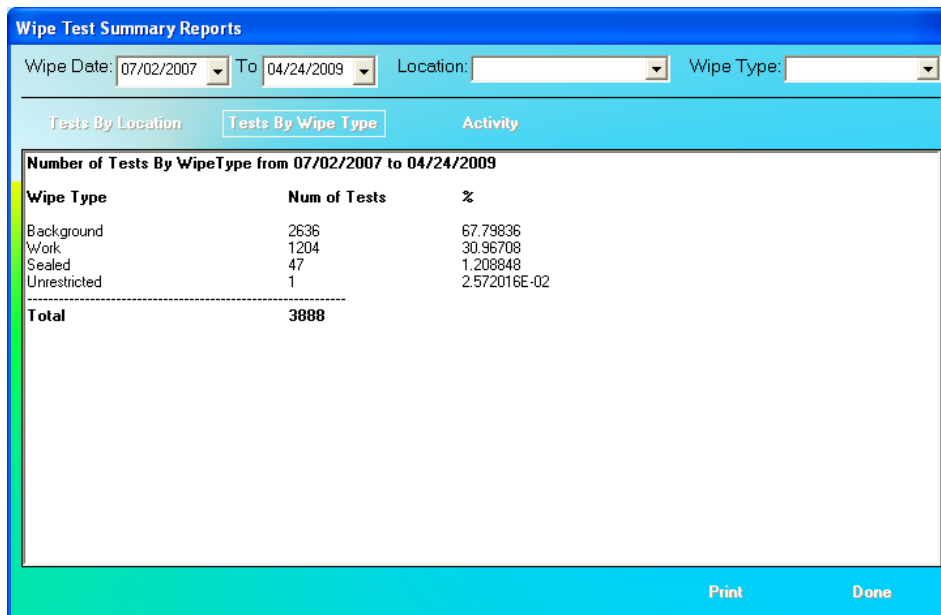 Wipe Test Summary Reports
Wipe Date: 07/02/2007 To 04/24/2009 Location: Wipe Type:
Tests By Location Tests By Wipe Type Activity
Number of Tests By WipeType from 07/02/2007 to 04/24/2009
Wipe Type Num of Tests %
Background 2636 67.79836
Work 1204 30.96708
Sealed 47 1.208848
Unrestricted 1 2.572016E-02
----------------------------------------------------------------
Total 3888
Print Done